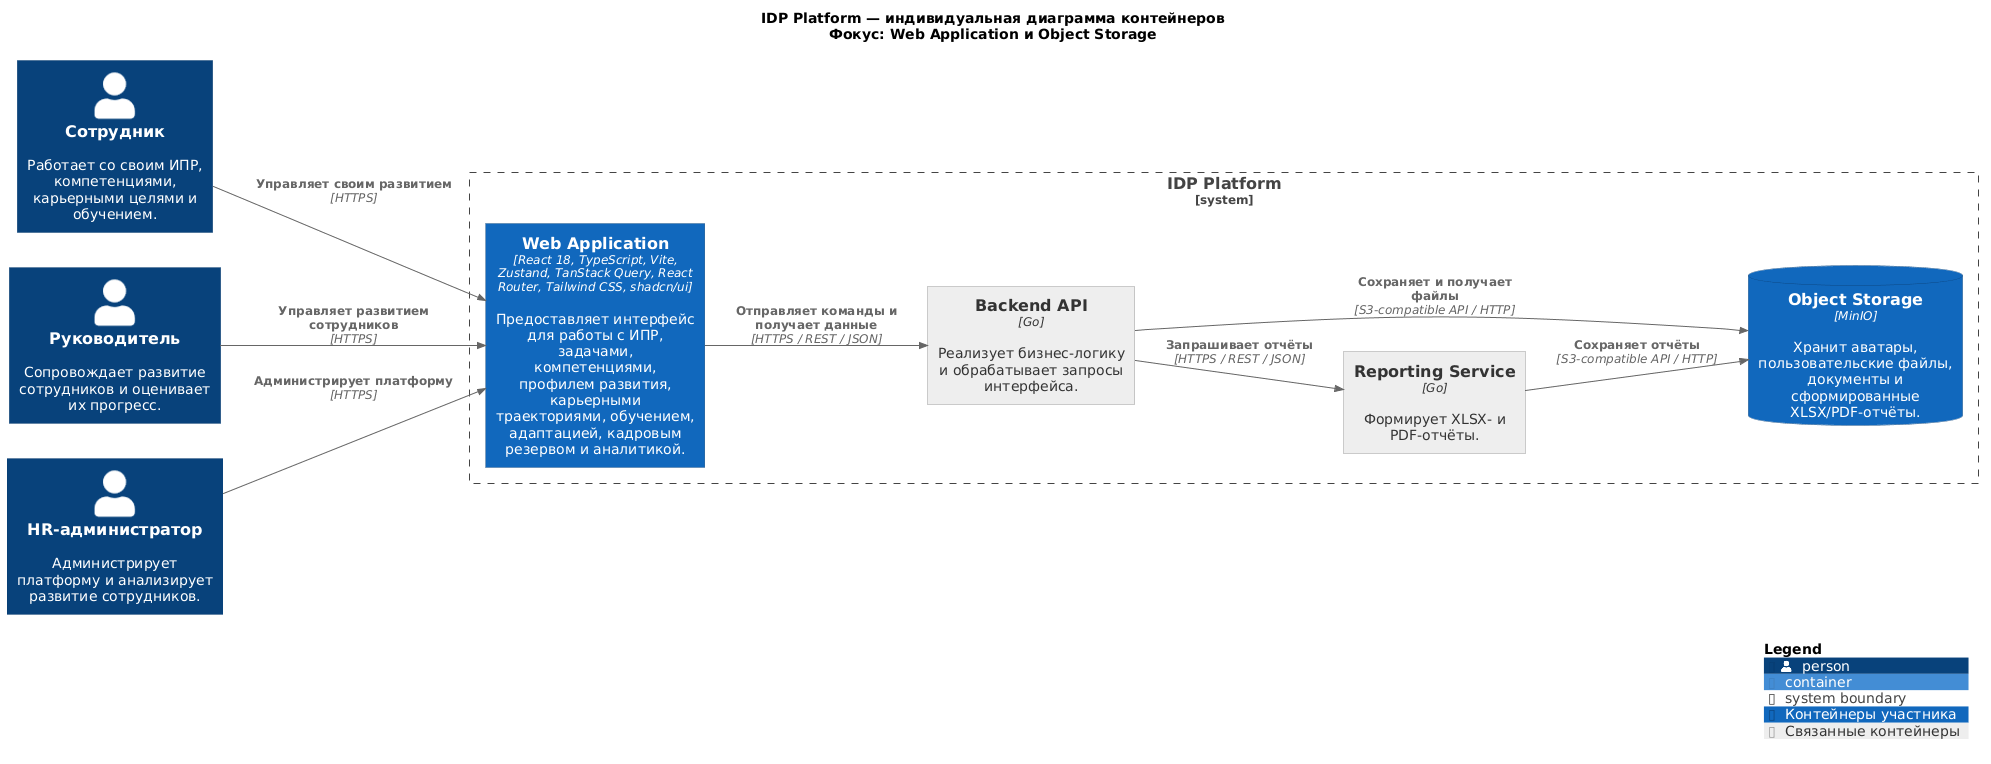 IDP Platform — индивидуальная диаграмма контейнеров
Фокус: Web Application и Object Storage
Сотрудник
Работает со своим ИПР,
компетенциями,
карьерными целями и
обучением.
Руководитель
Сопровождает развитие
сотрудников и оценивает
их прогресс.
HR-администратор
Администрирует
платформу и анализирует
развитие сотрудников.
Управляет своим развитием
[HTTPS]
Управляет развитием
сотрудников
[HTTPS]
Администрирует платформу
[HTTPS]
IDP Platform
[system]
Web Application
[React 18, TypeScript, Vite,
Zustand, TanStack Query, React
Router, Tailwind CSS, shadcn/ui]
Предоставляет интерфейс
для работы с ИПР,
задачами,
компетенциями,
профилем развития,
карьерными
траекториями, обучением,
адаптацией, кадровым
резервом и аналитикой.
Отправляет команды и
получает данные
[HTTPS / REST / JSON]
Backend API
[Go]
Реализует бизнес-логику
и обрабатывает запросы
интерфейса.
Сохраняет и получает
файлы
[S3-compatible API / HTTP]
Запрашивает отчёты
[HTTPS / REST / JSON]
Reporting Service
[Go]
Формирует XLSX- и
PDF-отчёты.
Сохраняет отчёты
[S3-compatible API / HTTP]
Object Storage
[MinIO]
Хранит аватары,
пользовательские файлы,
документы и
сформированные
XLSX/PDF-отчёты.
Legend
person
container
system boundary
Контейнеры участника
Связанные контейнеры